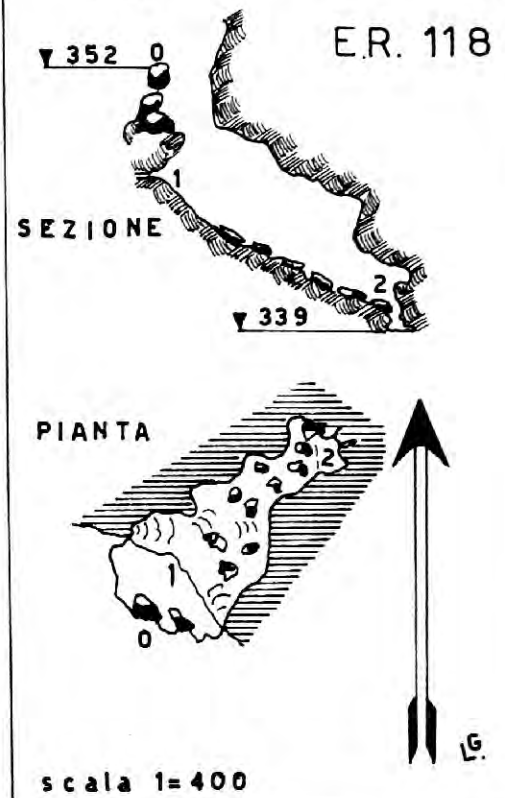 E.R. 118
352
0
1
SEZIONE
2
339
PIANTA
2
1
0
LG.
scala 1=400